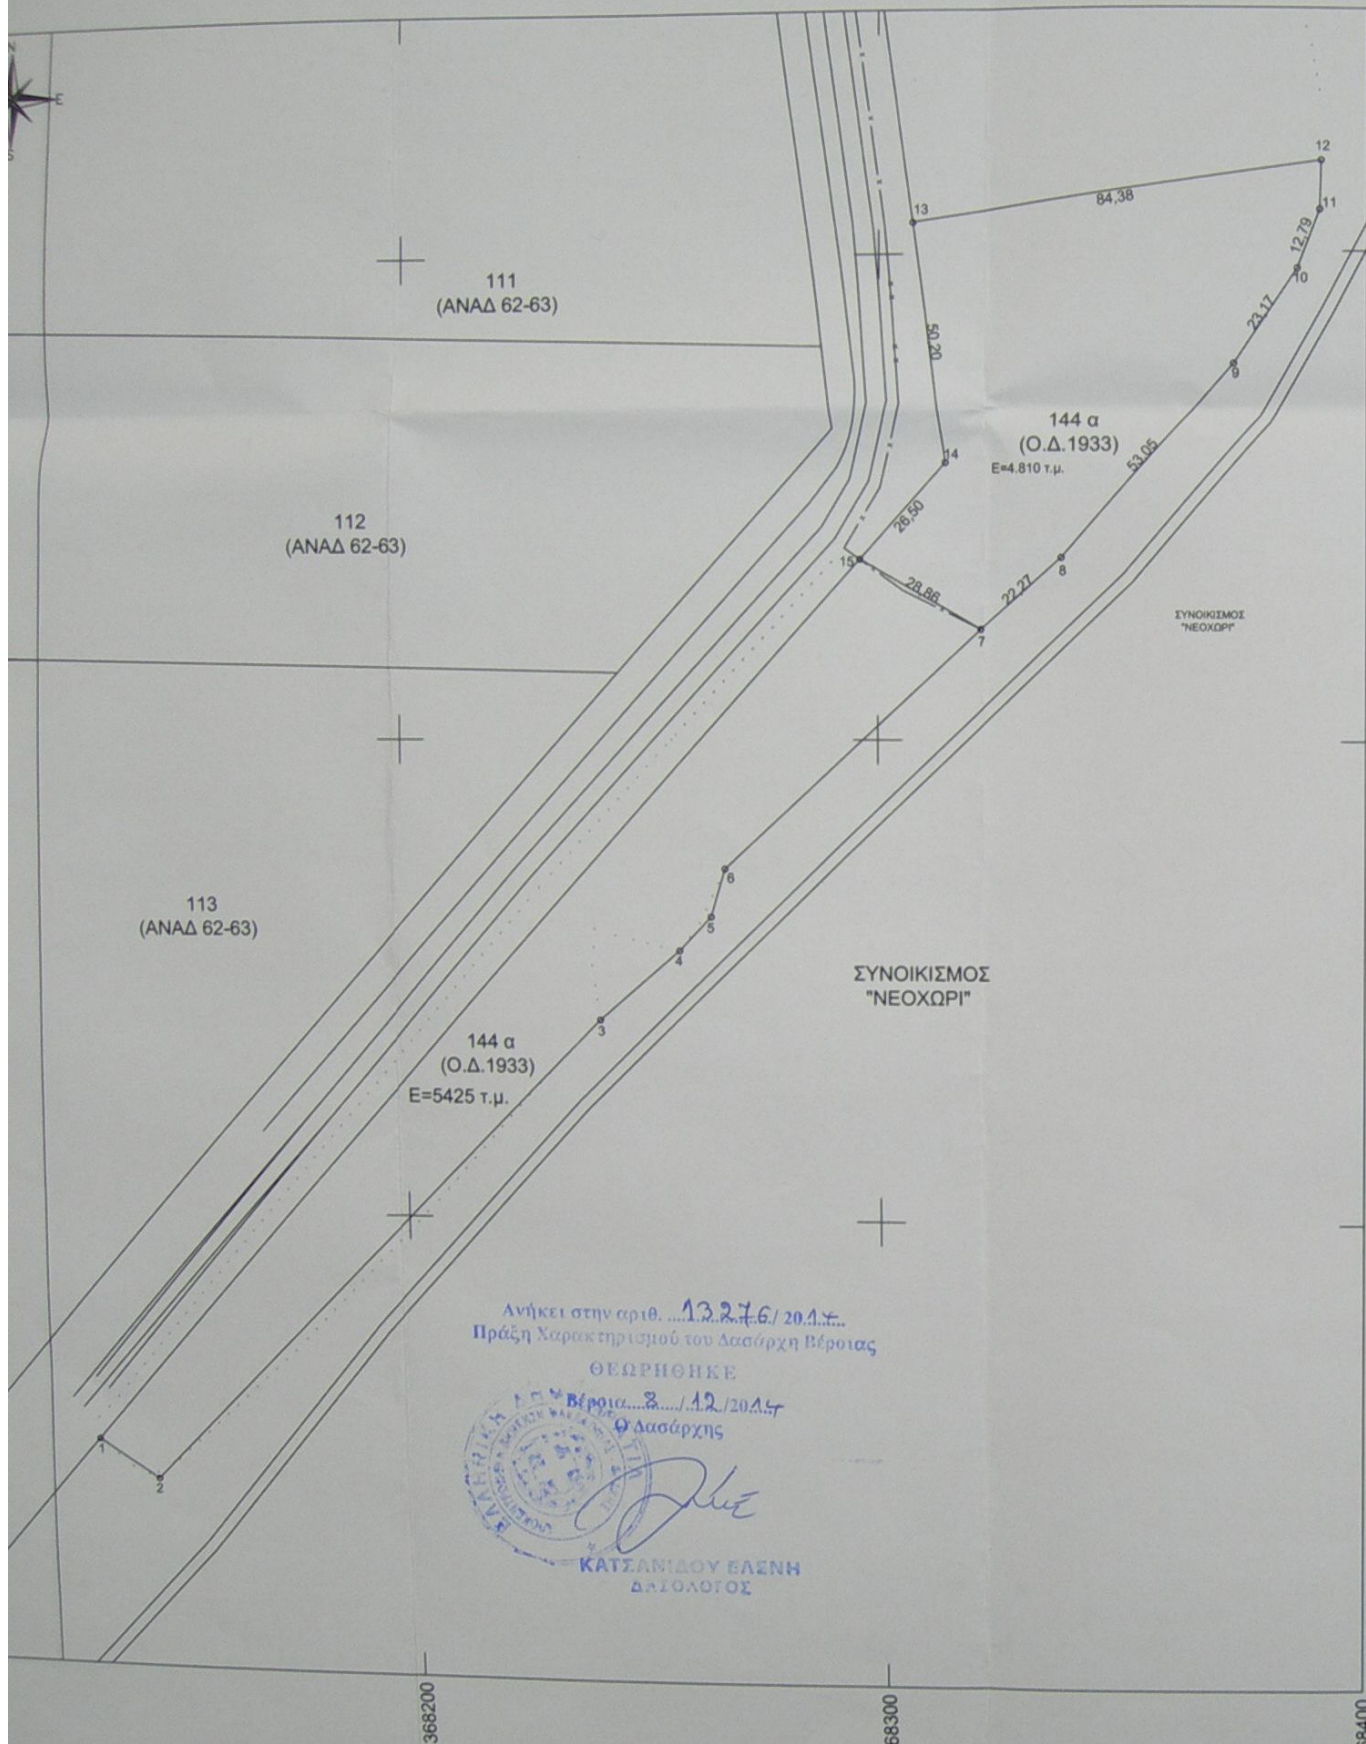 E
S
12
11
84,38
13
12,79
10
111
(ΑΝΑΔ 62-63)
23,17
50,20
9
144 α
(Ο.Δ.1933)
Ε=4.810 τ.μ.
53,05
14
112
(ΑΝΑΔ 62-63)
26,50
15
8
28,86
22,27
7
ΣΥΝΟΙΚΙΣΜΟΣ
"ΝΕΟΧΩΡΙ"
6
113
(ΑΝΑΔ 62-63)
5
4
ΣΥΝΟΙΚΙΣΜΟΣ
"ΝΕΟΧΩΡΙ"
3
144 α
(Ο.Δ.1933)
Ε=5425 τ.μ.
Ανήκει στην αριθ. 13276/2014
Πράξη Χαρακτηρισμού του Δασάρχη Βέροιας
ΘΕΩΡΗΘΗΚΕ
Βέροια 8/12/2014
Ο Δασάρχης
1
2
ΕΛΛΗΝΙΚΗ ΔΗΜΟΚΡΑΤΙΑ
ΚΑΤΣΑΝΙΔΟΥ ΕΛΕΝΗ
ΔΑΣΟΛΟΓΟΣ
368200
68300
8400